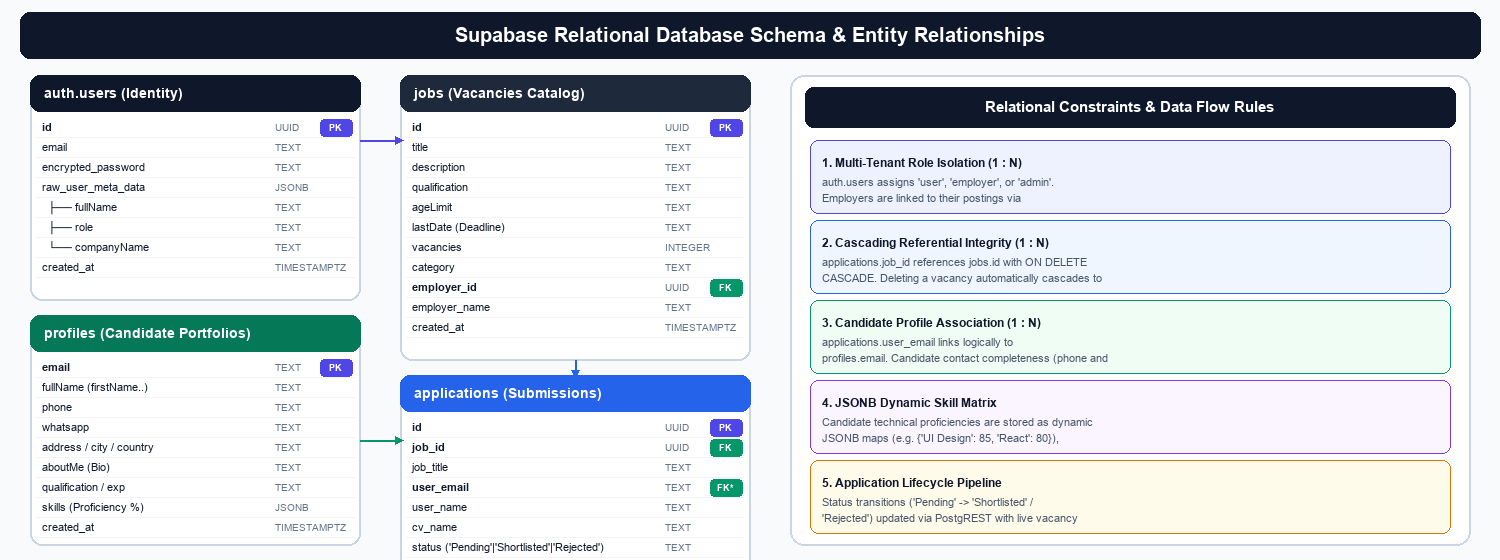 Supabase Relational Database Schema & Entity Relationships
auth.users (Identity)
id UUID PK
email TEXT
encrypted_password TEXT
raw_user_meta_data JSONB
├── fullName TEXT
├── role TEXT
└── companyName TEXT
created_at TIMESTAMPTZ
profiles (Candidate Portfolios)
email TEXT PK
fullName (firstName..) TEXT
phone TEXT
whatsapp TEXT
address / city / country TEXT
aboutMe (Bio) TEXT
qualification / exp TEXT
skills (Proficiency %) JSONB
created_at TIMESTAMPTZ
jobs (Vacancies Catalog)
id UUID PK
title TEXT
description TEXT
qualification TEXT
ageLimit TEXT
lastDate (Deadline) TEXT
vacancies INTEGER
category TEXT
employer_id UUID FK
employer_name TEXT
created_at TIMESTAMPTZ
applications (Submissions)
id UUID PK
job_id UUID FK
job_title TEXT
user_email TEXT FK*
user_name TEXT
cv_name TEXT
status ('Pending'|'Shortlisted'|'Rejected') TEXT
Relational Constraints & Data Flow Rules
1. Multi-Tenant Role Isolation (1 : N)
auth.users assigns 'user', 'employer', or 'admin'.
Employers are linked to their postings via
2. Cascading Referential Integrity (1 : N)
applications.job_id references jobs.id with ON DELETE
CASCADE. Deleting a vacancy automatically cascades to
3. Candidate Profile Association (1 : N)
applications.user_email links logically to
profiles.email. Candidate contact completeness (phone and
4. JSONB Dynamic Skill Matrix
Candidate technical proficiencies are stored as dynamic
JSONB maps (e.g. {'UI Design': 85, 'React': 80}),
5. Application Lifecycle Pipeline
Status transitions ('Pending' -> 'Shortlisted' /
'Rejected') updated via PostgREST with live vacancy